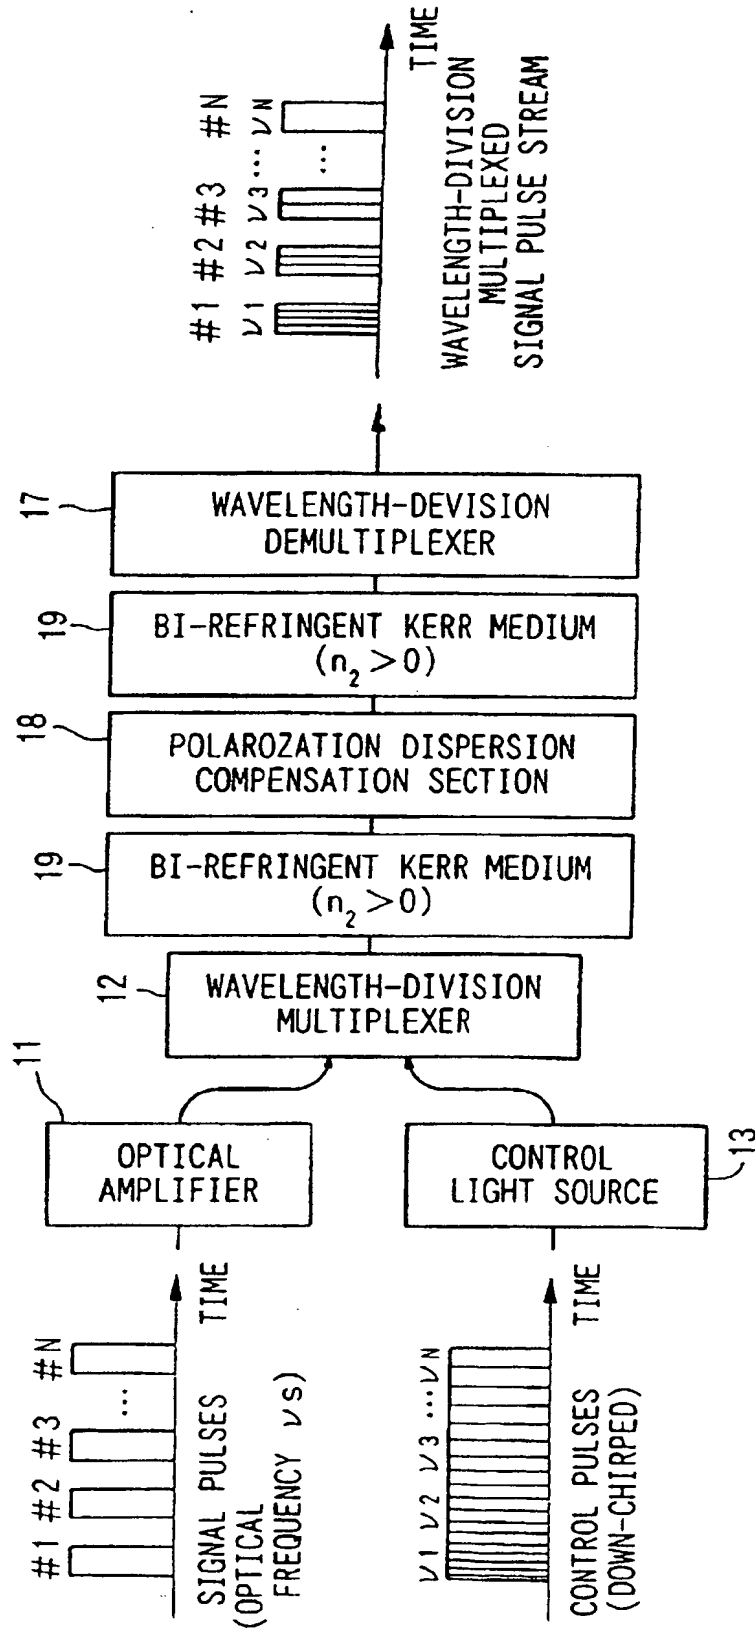 #1 #2 #3 ... #N
TIME
SIGNAL PULSES
(OPTICAL
FREQUENCY νs)
ν1 ν2 ν3 ...νN
TIME
CONTROL PULSES
(DOWN-CHIRPED)
11
OPTICAL
AMPLIFIER
CONTROL
LIGHT SOURCE
13
12
WAVELENGTH-DIVISION
MULTIPLEXER
19
BI-REFRINGENT KERR MEDIUM
(n2>0)
18
POLAROZATION DISPERSION
COMPENSATION SECTION
19
BI-REFRINGENT KERR MEDIUM
(n2>0)
17
WAVELENGTH-DEVISION
DEMULTIPLEXER
#1 #2 #3 #N
ν1 ν2 ν3 ... νN
...
TIME
WAVELENGTH-DIVISION
MULTIPLEXED
SIGNAL PULSE STREAM